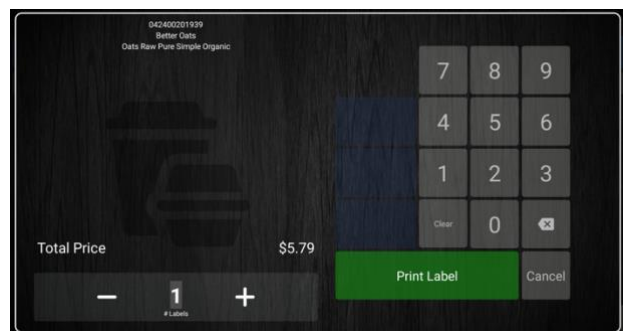 042400201939
Better Oats
Oats Raw Pure Simple Organic
7 8 9
4 5 6
1 2 3
Clear 0
Total Price $5.79
Print Label Cancel
1
# Labels